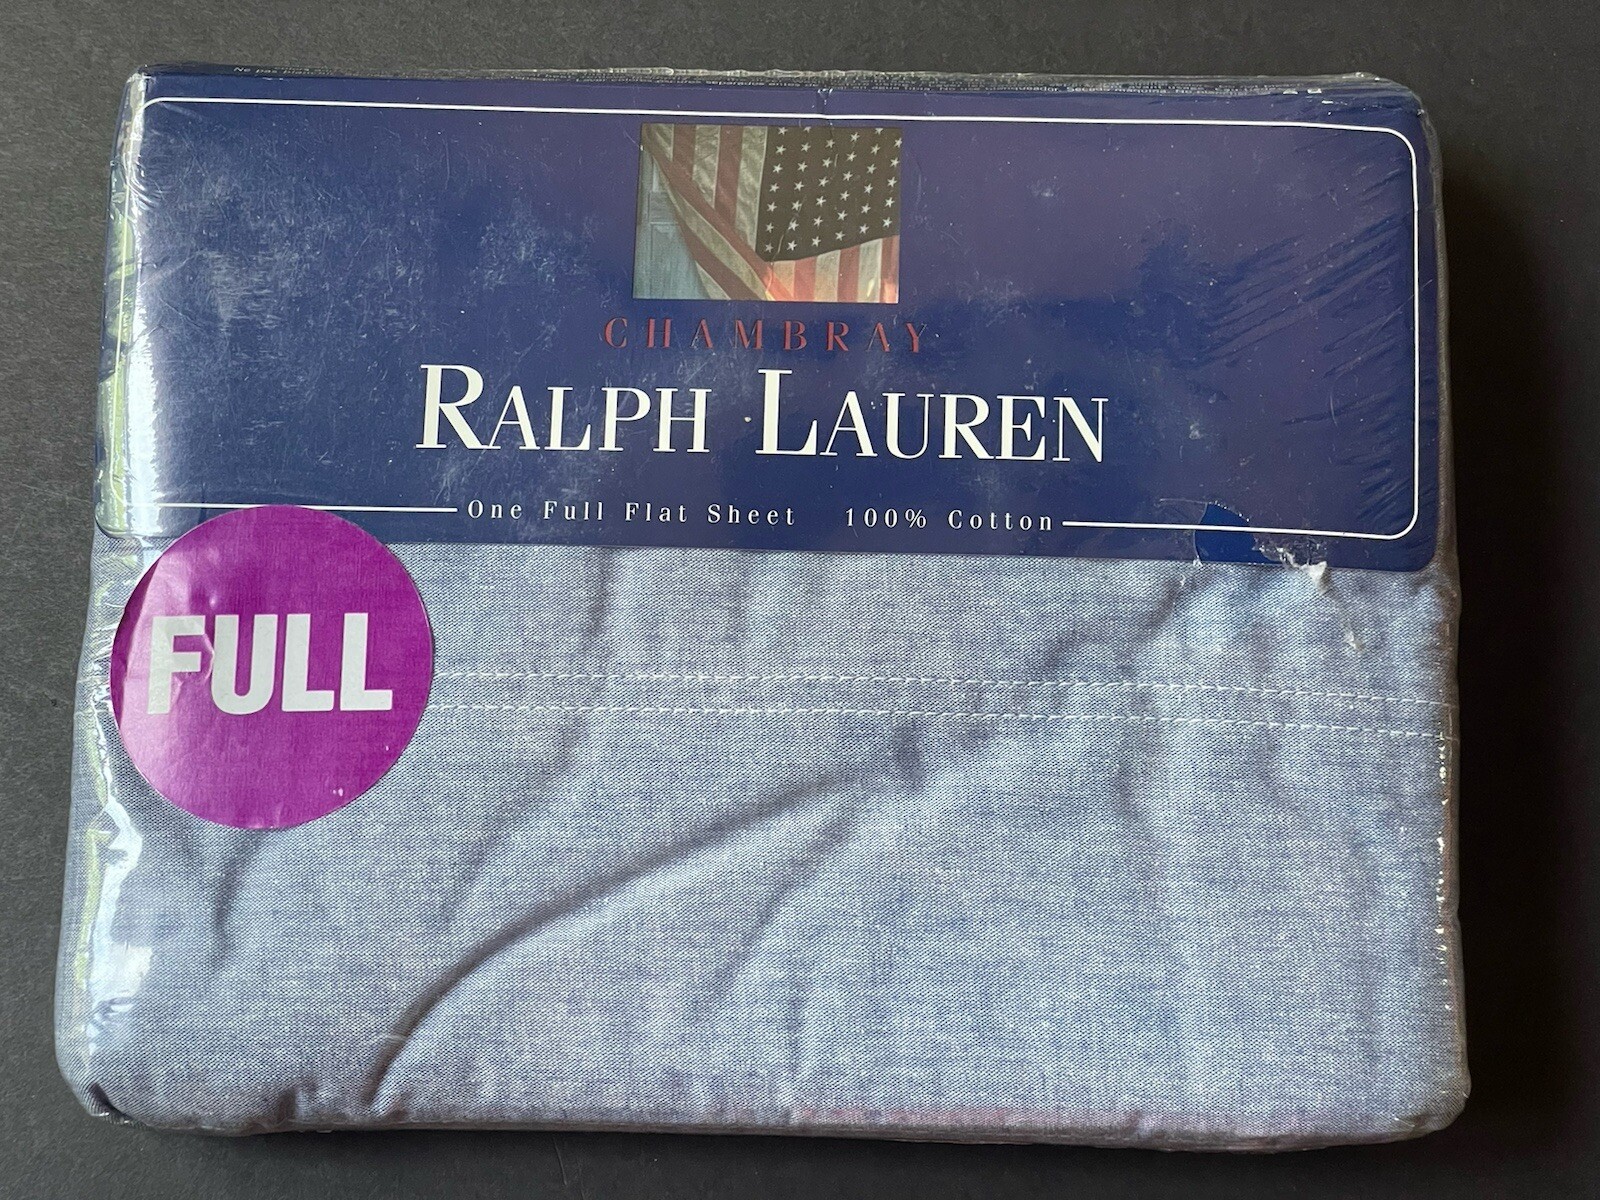 CHAMBRAY
RALPH LAUREN
One Full Flat Sheet 100% Cotton
FULL